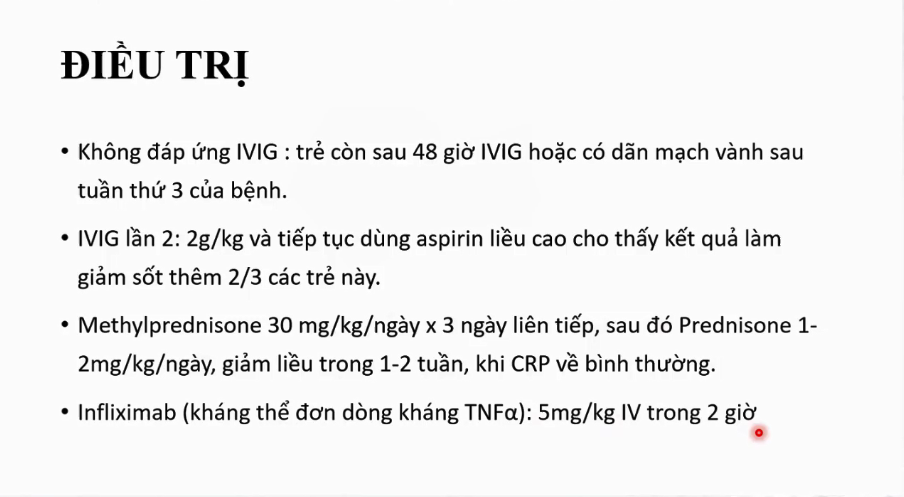 ĐIỀU TRỊ
• Không đáp ứng IVIG : trẻ còn sau 48 giờ IVIG hoặc có dãn mạch vành sau
tuần thứ 3 của bệnh.
• IVIG lần 2: 2g/kg và tiếp tục dùng aspirin liều cao cho thấy kết quả làm
giảm sốt thêm 2/3 các trẻ này.
• Methylprednisone 30 mg/kg/ngày x 3 ngày liên tiếp, sau đó Prednisone 1-
2mg/kg/ngày, giảm liều trong 1-2 tuần, khi CRP về bình thường.
• Infliximab (kháng thể đơn dòng kháng TNFα): 5mg/kg IV trong 2 giờ